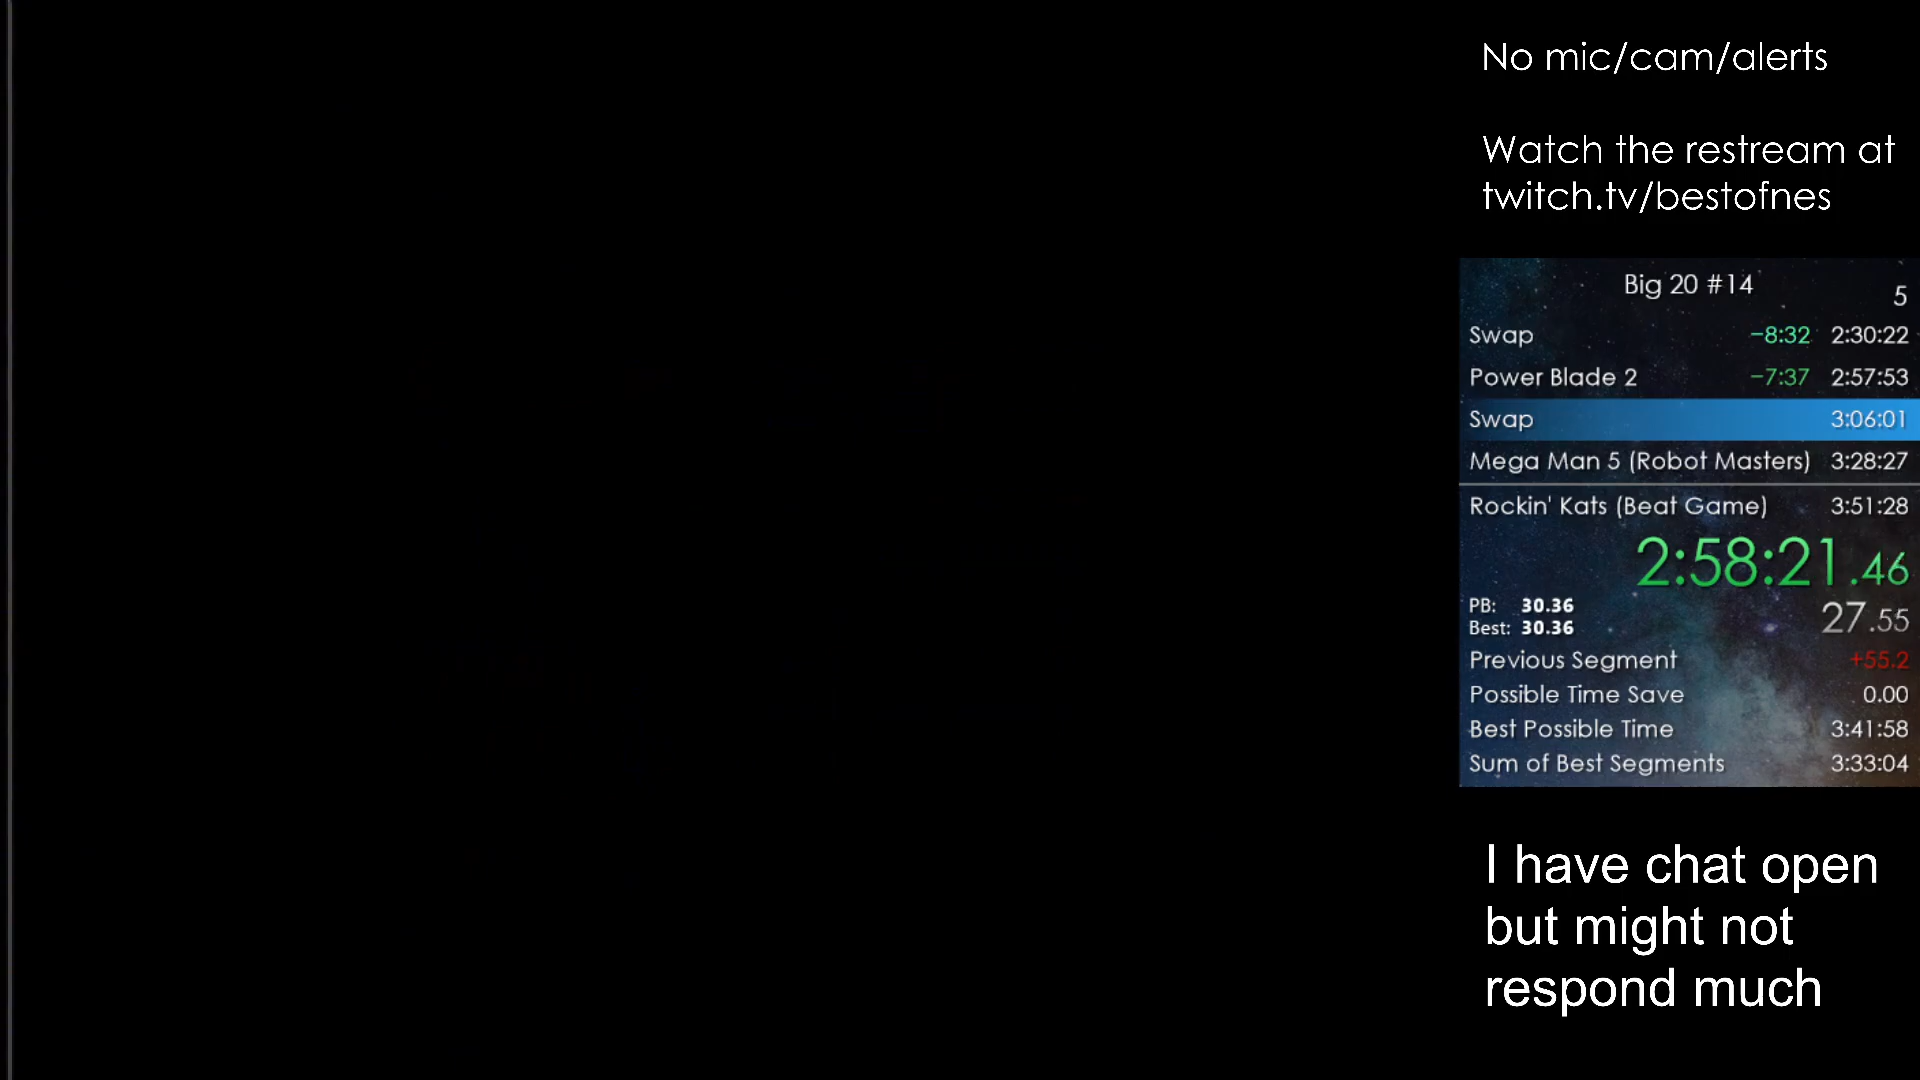 No mic/cam/alerts
Watch the restream at
twitch.tv/bestofnes
Big 20 #14
5
Swap −8:32 2:30:22
Power Blade 2 −7:37 2:57:53
Swap 3:06:01
Mega Man 5 (Robot Masters) 3:28:27
Rockin' Kats (Beat Game) 3:51:28
2:58:21.46
PB: 30.36
27.55
Best: 30.36
Previous Segment +55.2
Possible Time Save 0.00
Best Possible Time 3:41:58
Sum of Best Segments 3:33:04
I have chat open
but might not
respond much